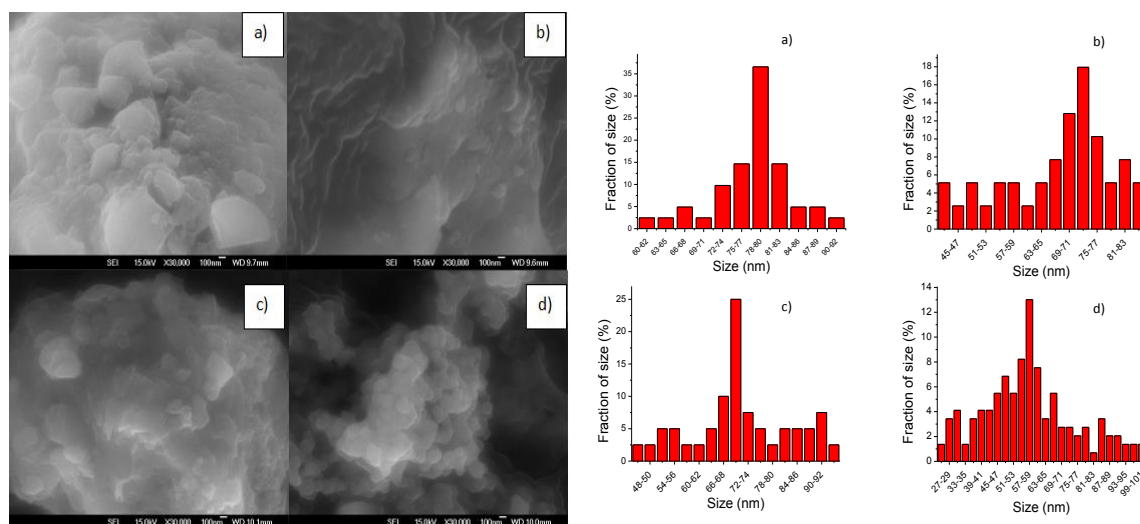 a)
b)
SEI 15.0kV X30,000 100nm WD 9.7mm
SEI 15.0kV X30,000 100nm WD 9.6mm
c)
d)
SEI 15.0kV X30,000 100nm WD 10.1mm
SEI 15.0kV X30,000 100nm WD 10.0mm
a)
Fraction of size (%)
35
30
25
20
15
10
5
0
60-62 63-65 66-68 69-71 72-74 75-77 78-80 81-83 84-86 87-89 90-92
Size (nm)
b)
Fraction of size (%)
18
16
14
12
10
8
6
4
2
0
45-47 51-53 57-59 63-65 69-71 75-77 81-83
Size (nm)
c)
Fraction of size (%)
25
20
15
10
5
0
48-50 54-56 60-62 66-68 72-74 78-80 84-86 90-92
Size (nm)
d)
Fraction of size (%)
14
12
10
8
6
4
2
0
27-29 33-35 39-41 45-47 51-53 57-59 63-65 69-71 75-77 81-83 87-89 93-95 99-101
Size (nm)